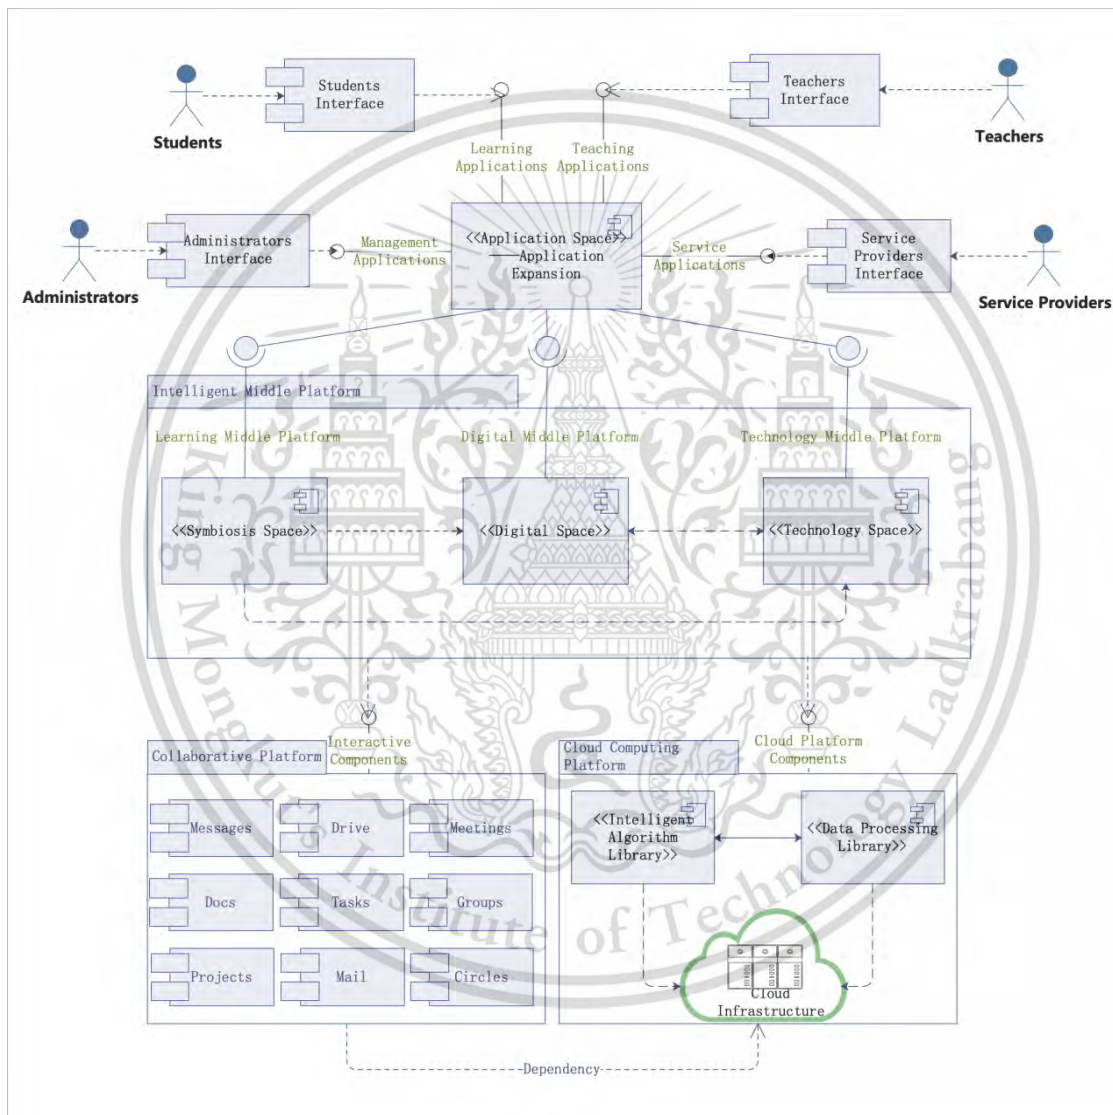 Students
Interface
Teachers
Interface
Students
Teachers
Learning
Applications
Teaching
Applications
Administrators
Interface
Management
Applications
<<Application Space>>
——Application
Expansion
Service
Applications
Service
Providers
Interface
Administrators
Service Providers
Intelligent Middle Platform
Learning Middle Platform
Digital Middle Platform
Technology Middle Platform
<<Symbiosis Space>>
<<Digital Space>>
<<Technology Space>>
Collaborative Platform
Interactive
Components
Cloud Computing
Platform
Cloud Platform
Components
Messages
Drive
Meetings
<<Intelligent
Algorithm
Library>>
<<Data Processing
Library>>
Docs
Tasks
Groups
Projects
Mail
Circles
Cloud
Infrastructure
Dependency
King Mongkut's Institute of Technology Ladkrabang